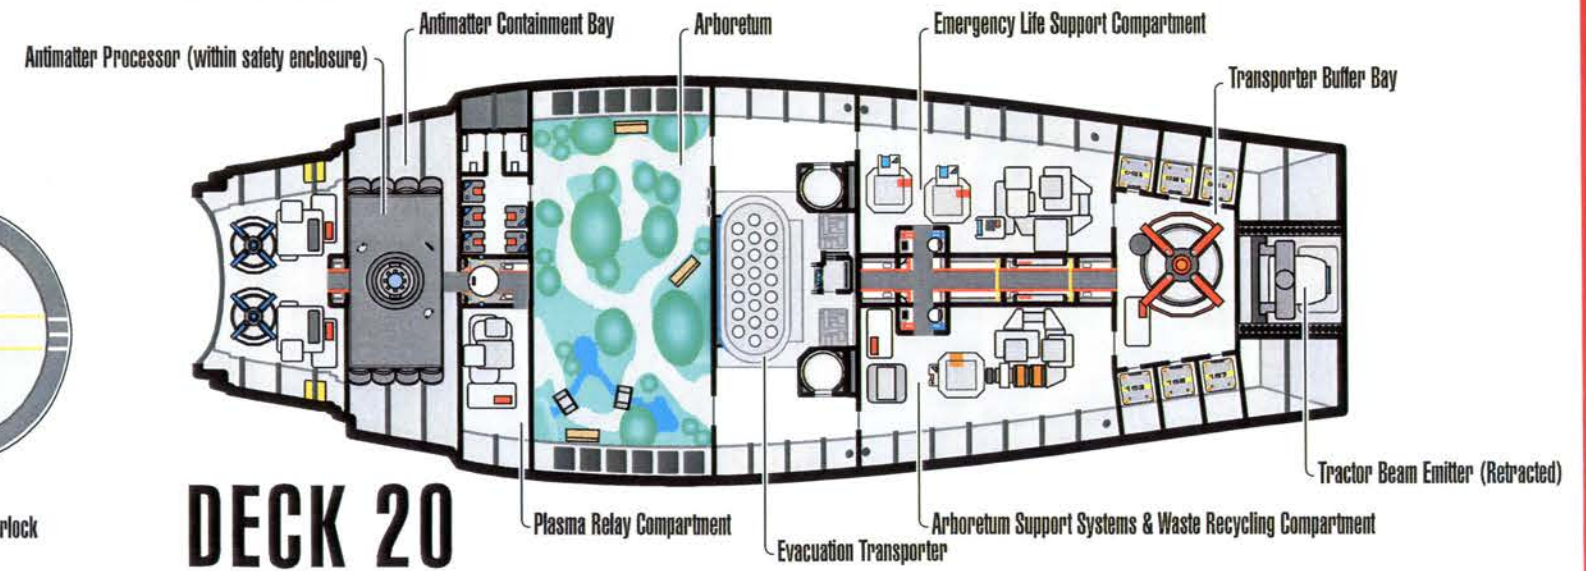 Antimatter Containment Bay
Arboretum
Emergency Life Support Compartment
Antimatter Processor (within safety enclosure)
Transporter Buffer Bay
Tractor Beam Emitter (Retracted)
rlock
DECK 20
Plasma Relay Compartment
Arboretum Support Systems & Waste Recycling Compartment
Evacuation Transporter